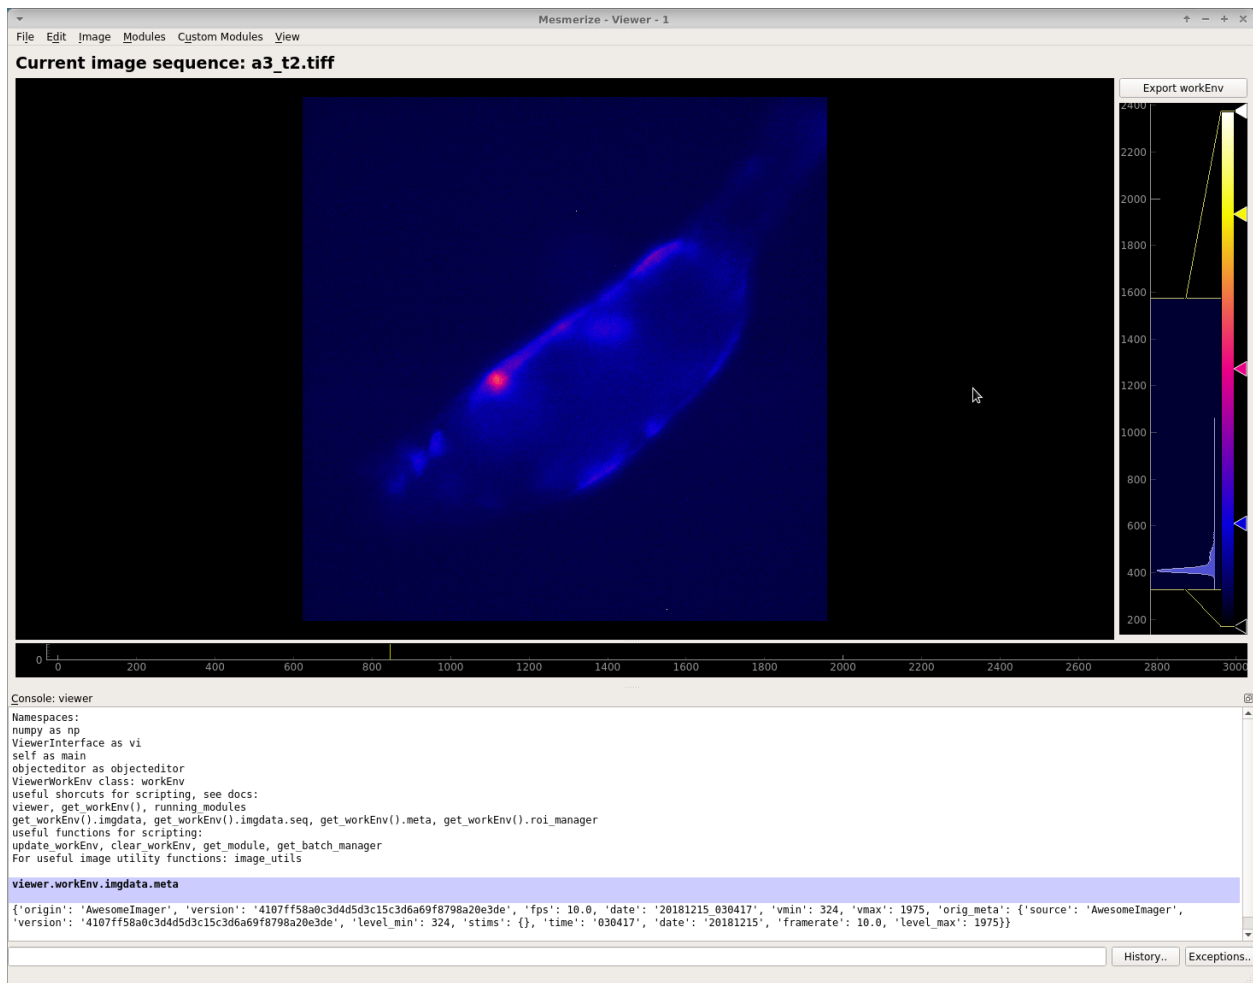 Mesmerize - Viewer - 1
File Edit Image Modules Custom Modules View
Current image sequence: a3_t2.tiff
Export workEnv
2400
2200
2000
1800
1600
1400
1200
1000
800
600
400
200
0
0 200 400 600 800 1000 1200 1400 1600 1800 2000 2200 2400 2600 2800 3000
Console: viewer
Namespaces:
numpy as np
ViewerInterface as vi
self as main
objecteditor as objecteditor
ViewerWorkEnv class: workEnv
useful shorcuts for scripting, see docs:
viewer, get_workEnv(), running_modules
get_workEnv().imgdata, get_workEnv().imgdata.seq, get_workEnv().meta, get_workEnv().roi_manager
useful functions for scripting:
update_workEnv, clear_workEnv, get_module, get_batch_manager
For useful image utility functions: image_utils
viewer.workEnv.imgdata.meta
{'origin': 'AwesomeImager', 'version': '4107ff58a0c3d4d5d3c15c3d6a69f8798a20e3de', 'fps': 10.0, 'date': '20181215_030417', 'vmin': 324, 'vmax': 1975, 'orig_meta': {'source': 'AwesomeImager',
'version': '4107ff58a0c3d4d5d3c15c3d6a69f8798a20e3de', 'level_min': 324, 'stims': {}, 'time': '030417', 'date': '20181215', 'framerate': 10.0, 'level_max': 1975}}
History.. Exceptions..